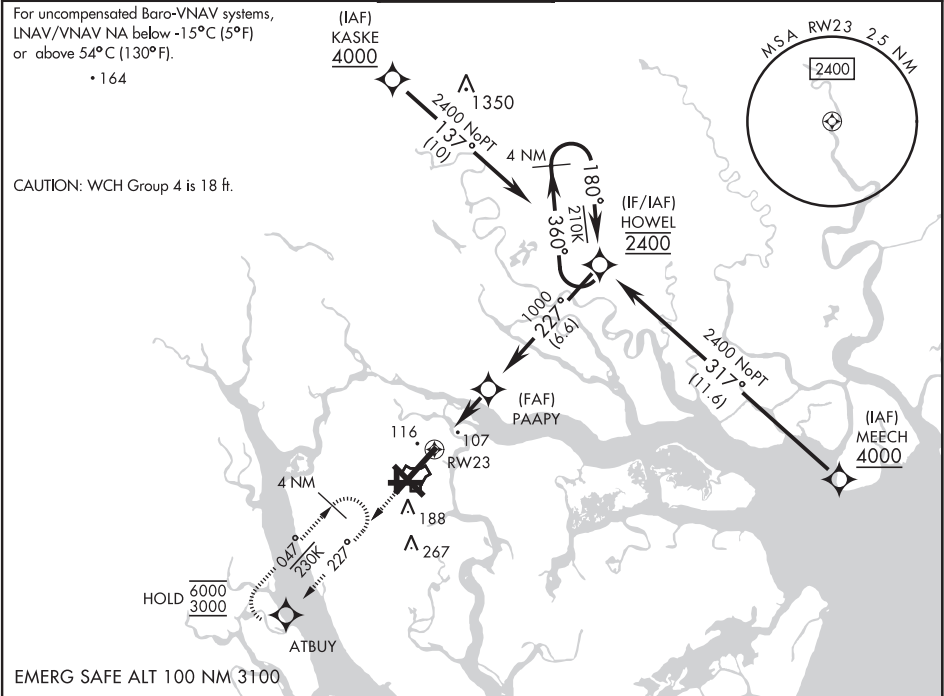 For uncompensated Baro-VNAV systems,
LNAV/VNAV NA below -15°C (5°F)
or above 54°C (130°F).
164
CAUTION: WCH Group 4 is 18 ft.
(IAF)
KASKE
4000
1350
2400 NoPT
137°
(10)
4 NM
180°
210K
360°
(IF/IAF)
HOWEL
2400
MSA RW23 25 NM
2400
1000
227°
(6.6)
2400 NoPT
317°
(11.6)
(IAF)
MEECH
4000
(FAF)
PAAPY
116
107
RW23
188
267
4 NM
047°
230K
227°
HOLD 6000
3000
ATBUY
EMERG SAFE ALT 100 NM 3100